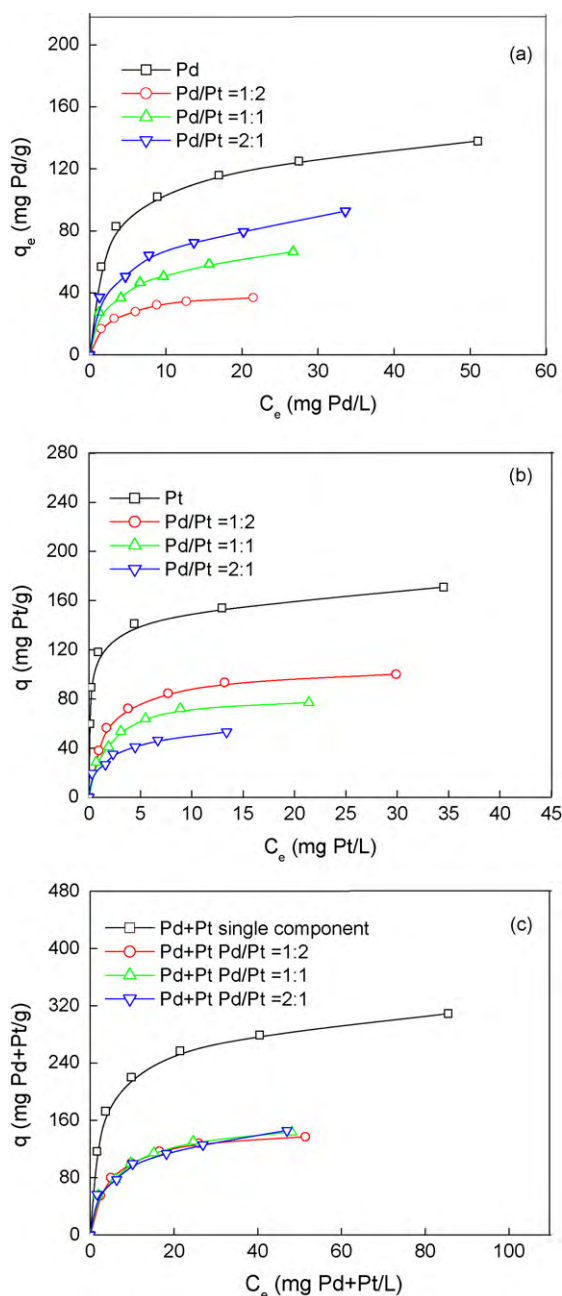 220
200
160
120
80
40
0
(a)
Pd
Pd/Pt =1:2
Pd/Pt =1:1
Pd/Pt =2:1
qe (mg Pd/g)
0 10 20 30 40 50 60
Ce (mg Pd/L)
280
240
200
160
120
80
40
0
(b)
Pt
Pd/Pt =1:2
Pd/Pt =1:1
Pd/Pt =2:1
q (mg Pt/g)
0 5 10 15 20 25 30 35 40 45
Ce (mg Pt/L)
480
400
320
240
160
80
0
(c)
Pd+Pt single component
Pd+Pt Pd/Pt =1:2
Pd+Pt Pd/Pt =1:1
Pd+Pt Pd/Pt =2:1
q (mg Pd+Pt/g)
0 20 40 60 80 100
Ce (mg Pd+Pt/L)